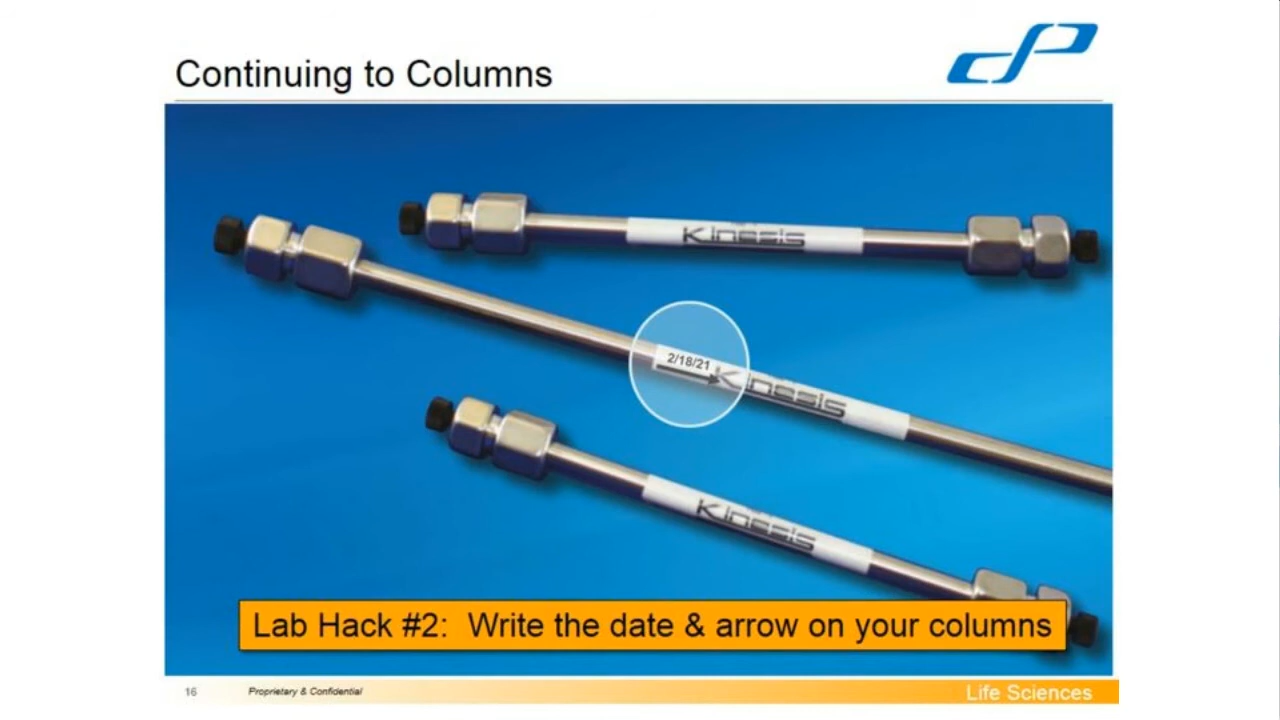 Continuing to Columns
Kinesis
2/18/21
Kinesis
Kinesis
Lab Hack #2: Write the date & arrow on your columns
16
Proprietary & Confidential
Life Sciences